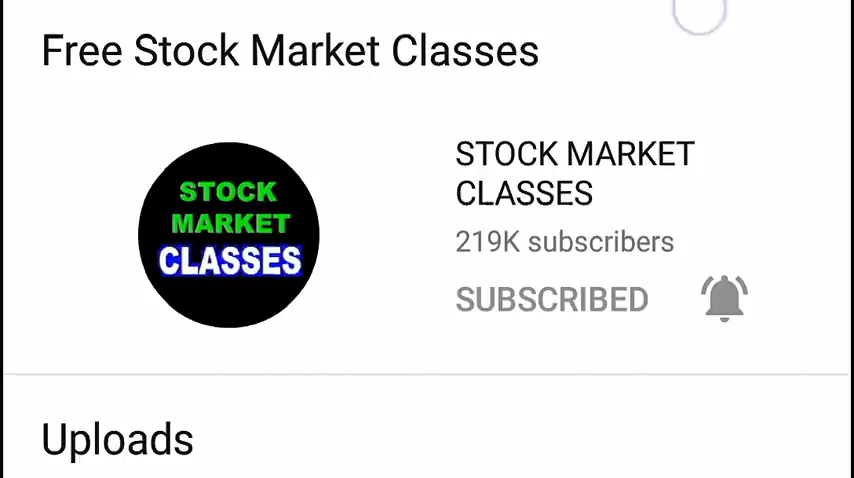 Free Stock Market Classes
STOCK
MARKET
CLASSES
STOCK MARKET
CLASSES
219K subscribers
SUBSCRIBED
Uploads